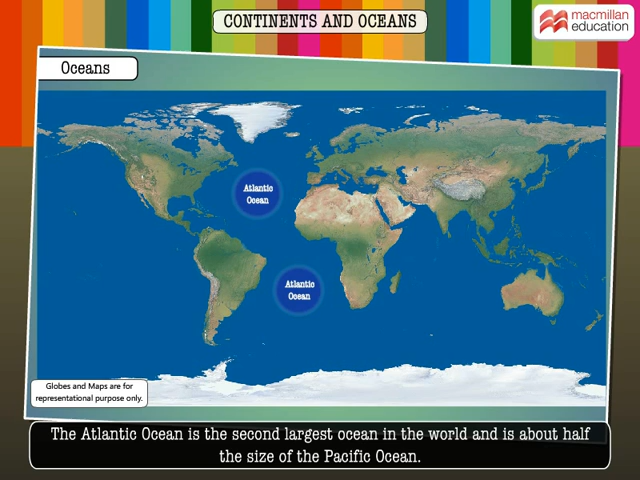 CONTINENTS AND OCEANS
macmillan
education
Oceans
Atlantic
Ocean
Atlantic
Ocean
Globes and Maps are for
representational purpose only.
The Atlantic Ocean is the second largest ocean in the world and is about half
the size of the Pacific Ocean.